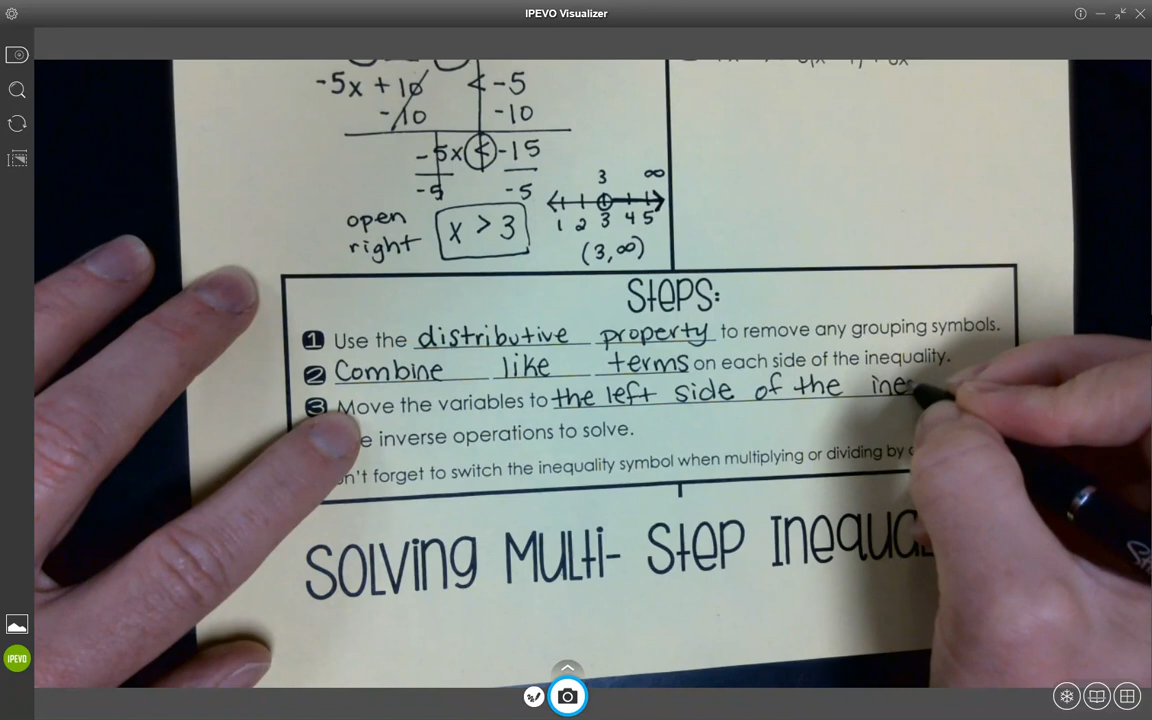 IPEVO Visualizer
-5x + 10 < -5
-10 -10
-5x < -15
-5 -5
3 ∞
1 2 3 4 5
open
right
x > 3
(3, ∞)
Steps:
1 Use the distributive property to remove any grouping symbols.
2 Combine like terms on each side of the inequality.
3 Move the variables to the left side of the ine
e inverse operations to solve.
n't forget to switch the inequality symbol when multiplying or dividing by
Solving Multi-Step Inequa
IPEVO